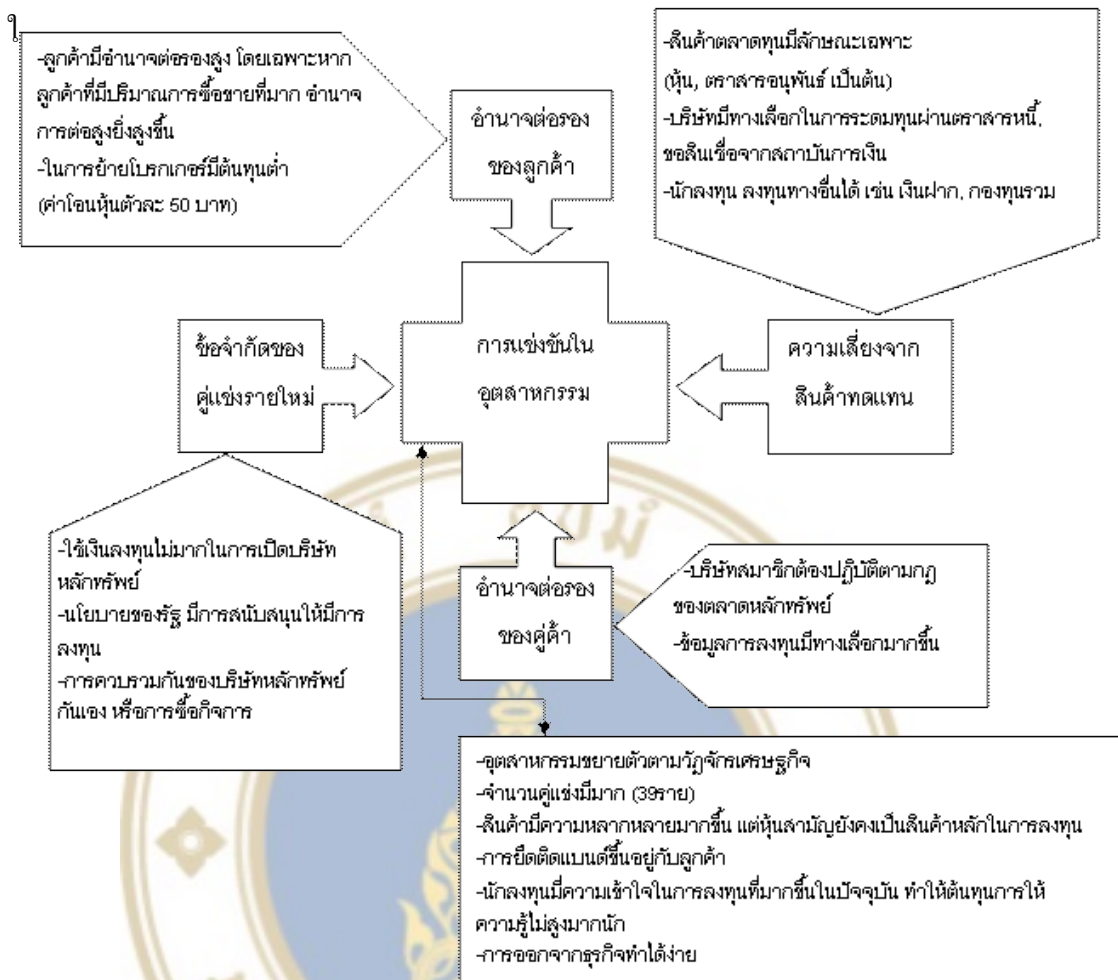 ใ
-ลูกค้ามีอำนาจต่อรองสูง โดยเฉพาะหาก
ลูกค้าที่มีปริมาณการซื้อขายที่มาก อำนาจ
การต่อสูงยิ่งสูงขึ้น
-ในการย้ายโบรกเกอร์มีต้นทุนต่ำ
(ค่าโอนหุ้นตัวละ 50 บาท)
อำนาจต่อรอง
ของลูกค้า
-สินค้าตลาดทุนมีลักษณะเฉพาะ
(หุ้น, ตราสารอนุพันธ์ เป็นต้น)
-บริษัทมีทางเลือกในการระดมทุนผ่านตราสารหนี้,
ขอสินเชื่อจากสถาบันการเงิน
-นักลงทุน ลงทุนทางอื่นได้ เช่น เงินฝาก, กองทุนรวม
ข้อจำกัดของ
คู่แข่งรายใหม่
การแข่งขันใน
อุตสาหกรรม
ความเสี่ยงจาก
สินค้าทดแทน
-ใช้เงินลงทุนไม่มากในการเปิดบริษัท
หลักทรัพย์
-นโยบายของรัฐ มีการสนับสนุนให้มีการ
ลงทุน
-การควบรวมกันของบริษัทหลักทรัพย์
กันเอง หรือการซื้อกิจการ
อำนาจต่อรอง
ของคู่ค้า
-บริษัทสมาชิกต้องปฏิบัติตามกฎ
ของตลาดหลักทรัพย์
-ข้อมูลการลงทุนมีทางเลือกมากขึ้น
-อุตสาหกรรมขยายตัวตามวัฏจักรเศรษฐกิจ
-จำนวนคู่แข่งมีมาก (39ราย)
-สินค้ามีความหลากหลายมากขึ้น แต่หุ้นสามัญยังคงเป็นสินค้าหลักในการลงทุน
-การยึดติดแบนด์ขึ้นอยู่กับลูกค้า
-นักลงทุนมีความเข้าใจในการลงทุนที่มากขึ้นในปัจจุบัน ทำให้ต้นทุนการให้
ความรู้ไม่สูงมากนัก
-การออกจากธุรกิจทำได้ง่าย